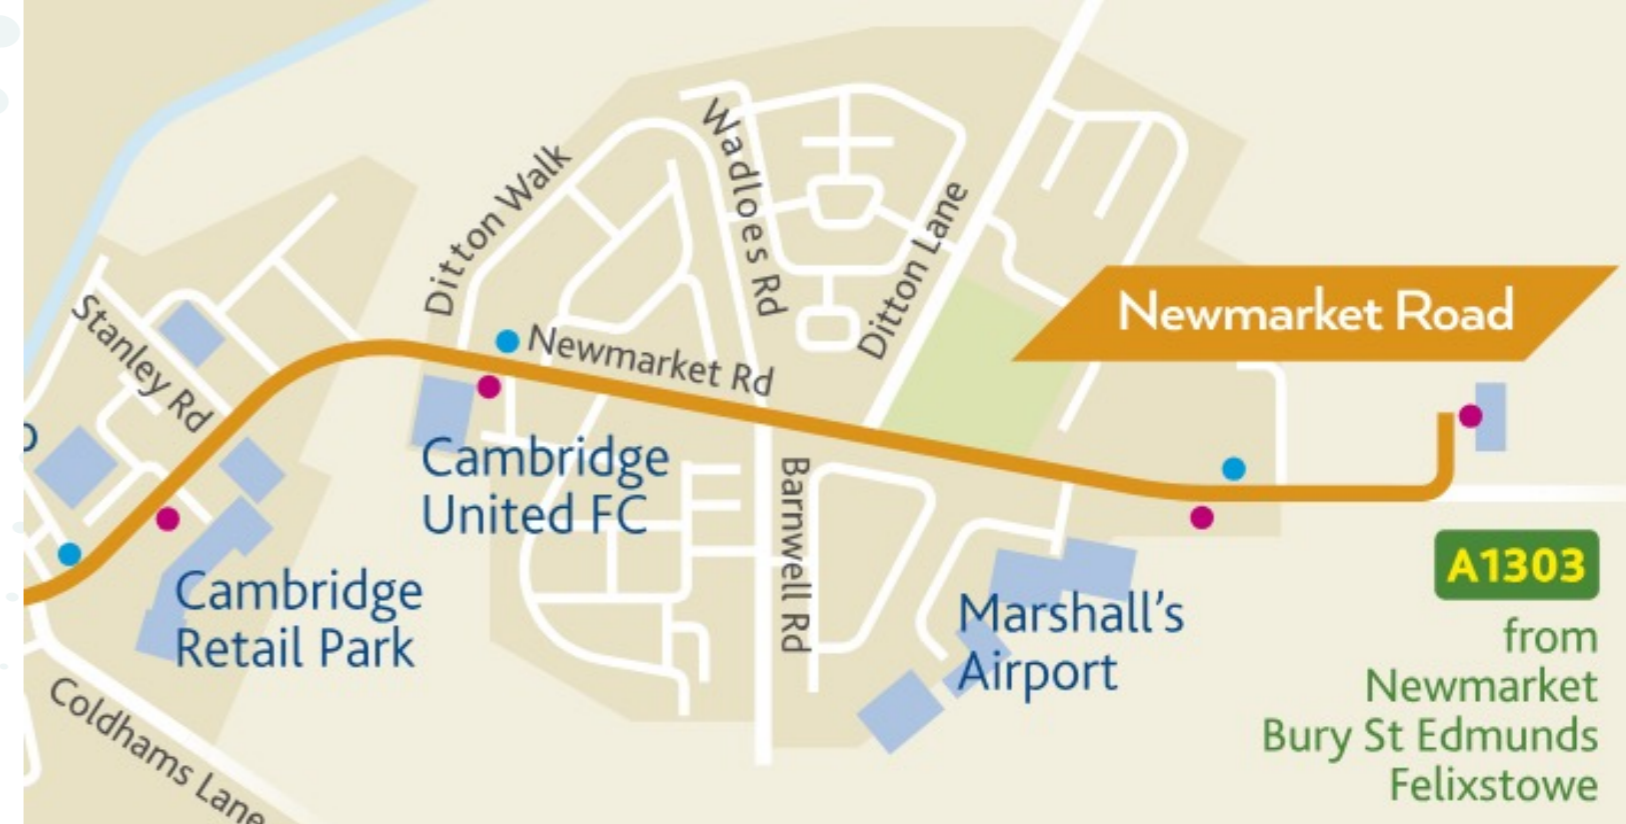 Ditton Walk
Wadloes Rd
Ditton Lane
Newmarket Road
Stanley Rd
Newmarket Rd
Cambridge
United FC
Barnwell Rd
Cambridge
Retail Park
Marshall's
Airport
A1303
from
Newmarket
Bury St Edmunds
Felixstowe
Coldhams Lane